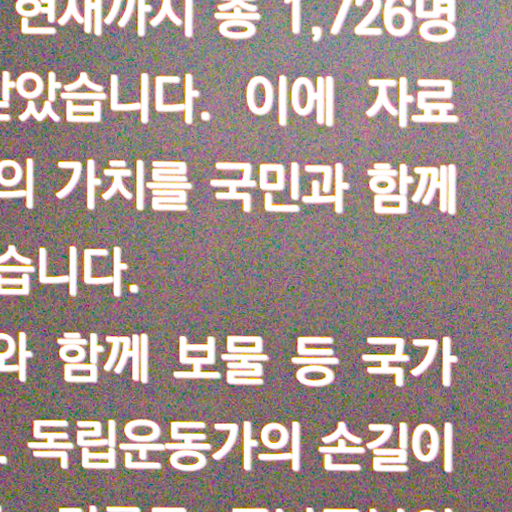 현재까지 총 1,726명
받았습니다. 이에 자료
의 가치를 국민과 함께
습니다.
와 함께 보물 등 국가
. 독립운동가의 손길이